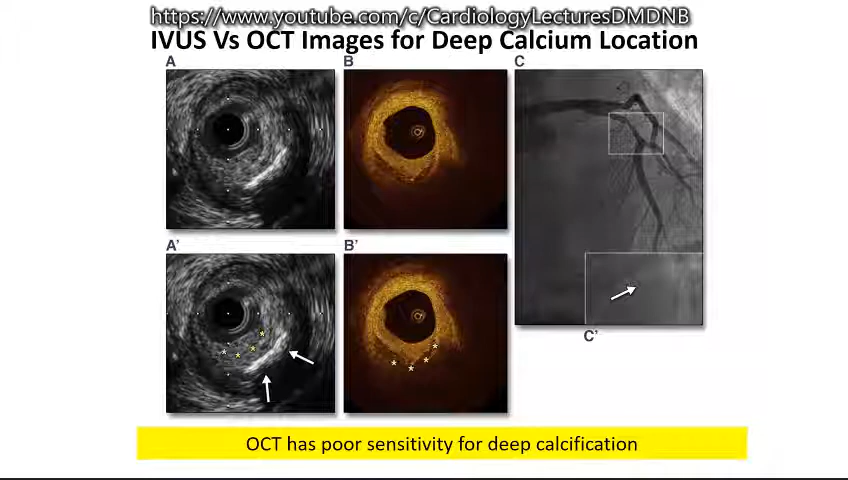 https://www.youtube.com/c/CardiologyLecturesDMDNB
IVUS Vs OCT Images for Deep Calcium Location
A
B
C
A'
B'
C'
OCT has poor sensitivity for deep calcification